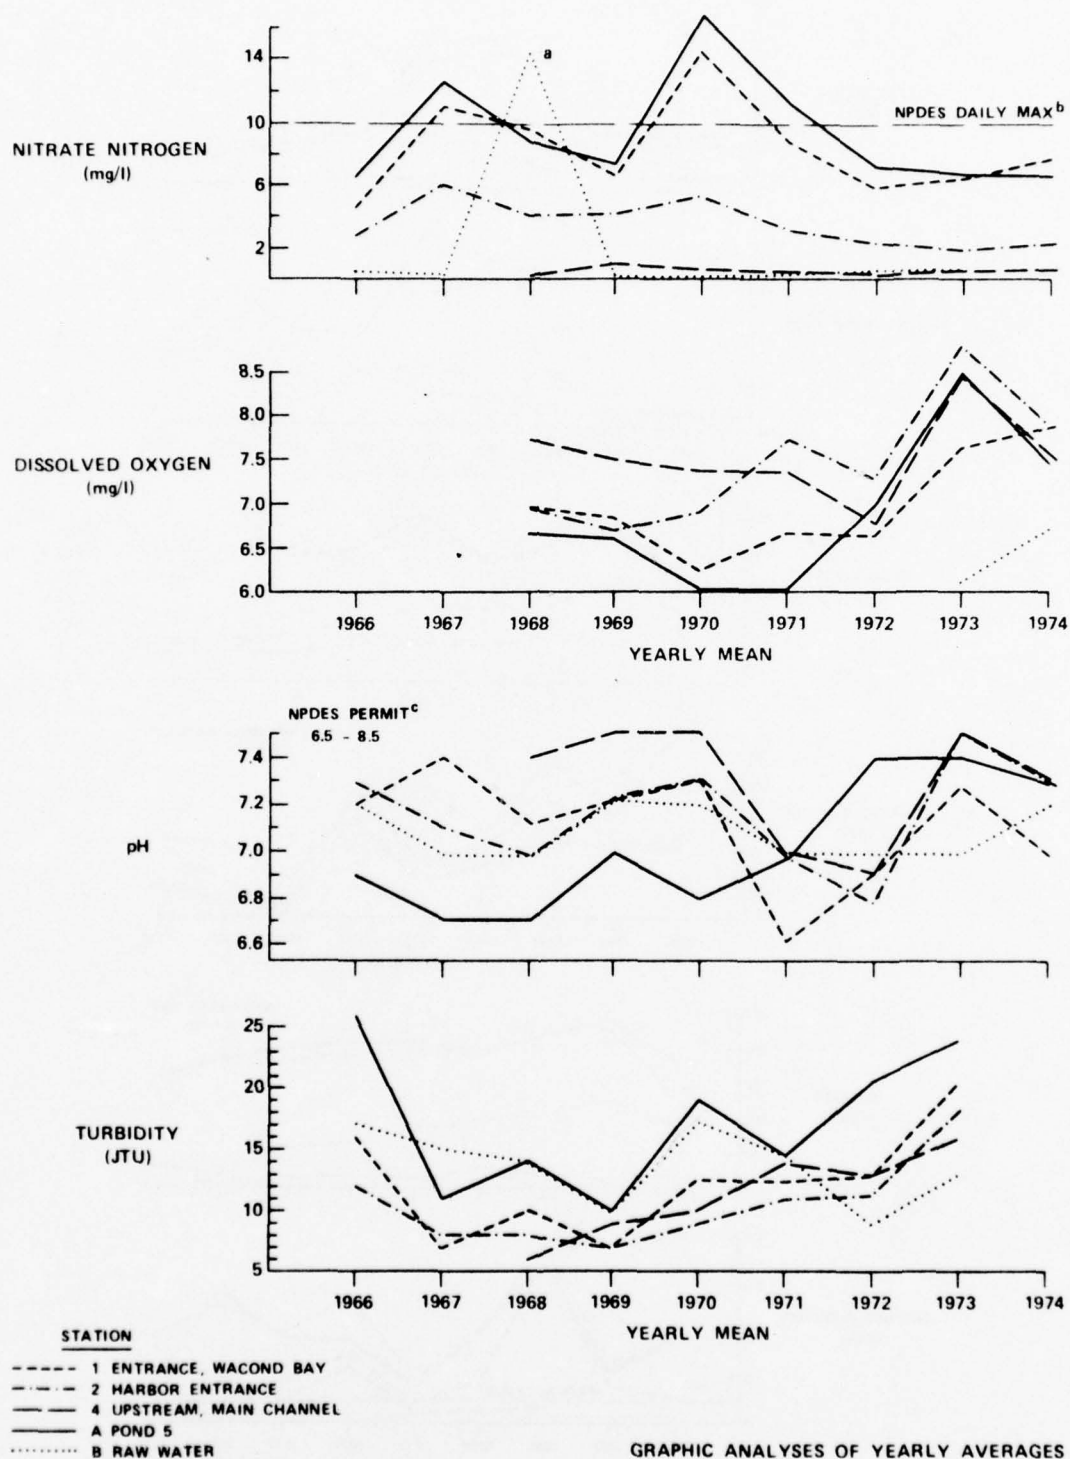 14
a
NPDES DAILY MAX b
10
NITRATE NITROGEN
(mg/l)
6
2
8.5
8.0
DISSOLVED OXYGEN
(mg/l)
7.5
7.0
6.5
6.0
1966 1967 1968 1969 1970 1971 1972 1973 1974
YEARLY MEAN
NPDES PERMIT c
6.5 - 8.5
7.4
7.2
pH
7.0
6.8
6.6
25
20
TURBIDITY
(JTU)
15
10
5
1966 1967 1968 1969 1970 1971 1972 1973 1974
YEARLY MEAN
STATION
1 ENTRANCE, WACOND BAY
2 HARBOR ENTRANCE
4 UPSTREAM, MAIN CHANNEL
A POND 5
B RAW WATER
GRAPHIC ANALYSES OF YEARLY AVERAGES